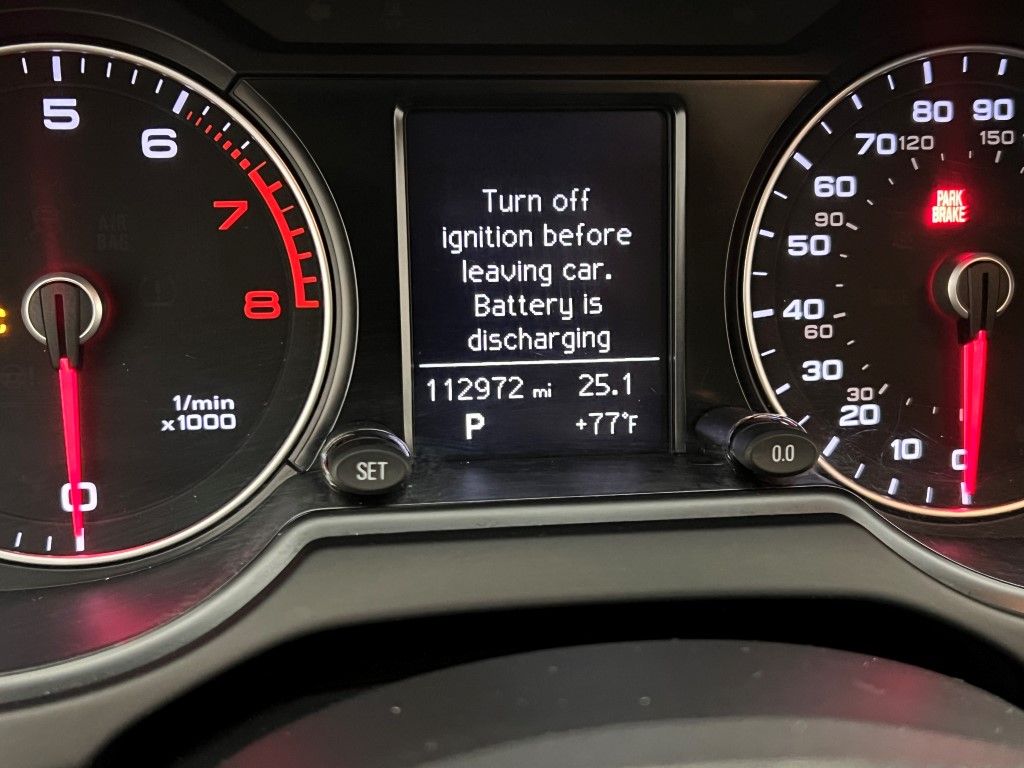 5
6
7
8
1/min
x1000
0
AIR
BAG
Turn off
ignition before
leaving car.
Battery is
discharging
112972 mi 25.1
P +77°F
SET
0.0
80 90
70 120 150
60
90
50
40
60
30
30
20
10
0
PARK
BRAKE